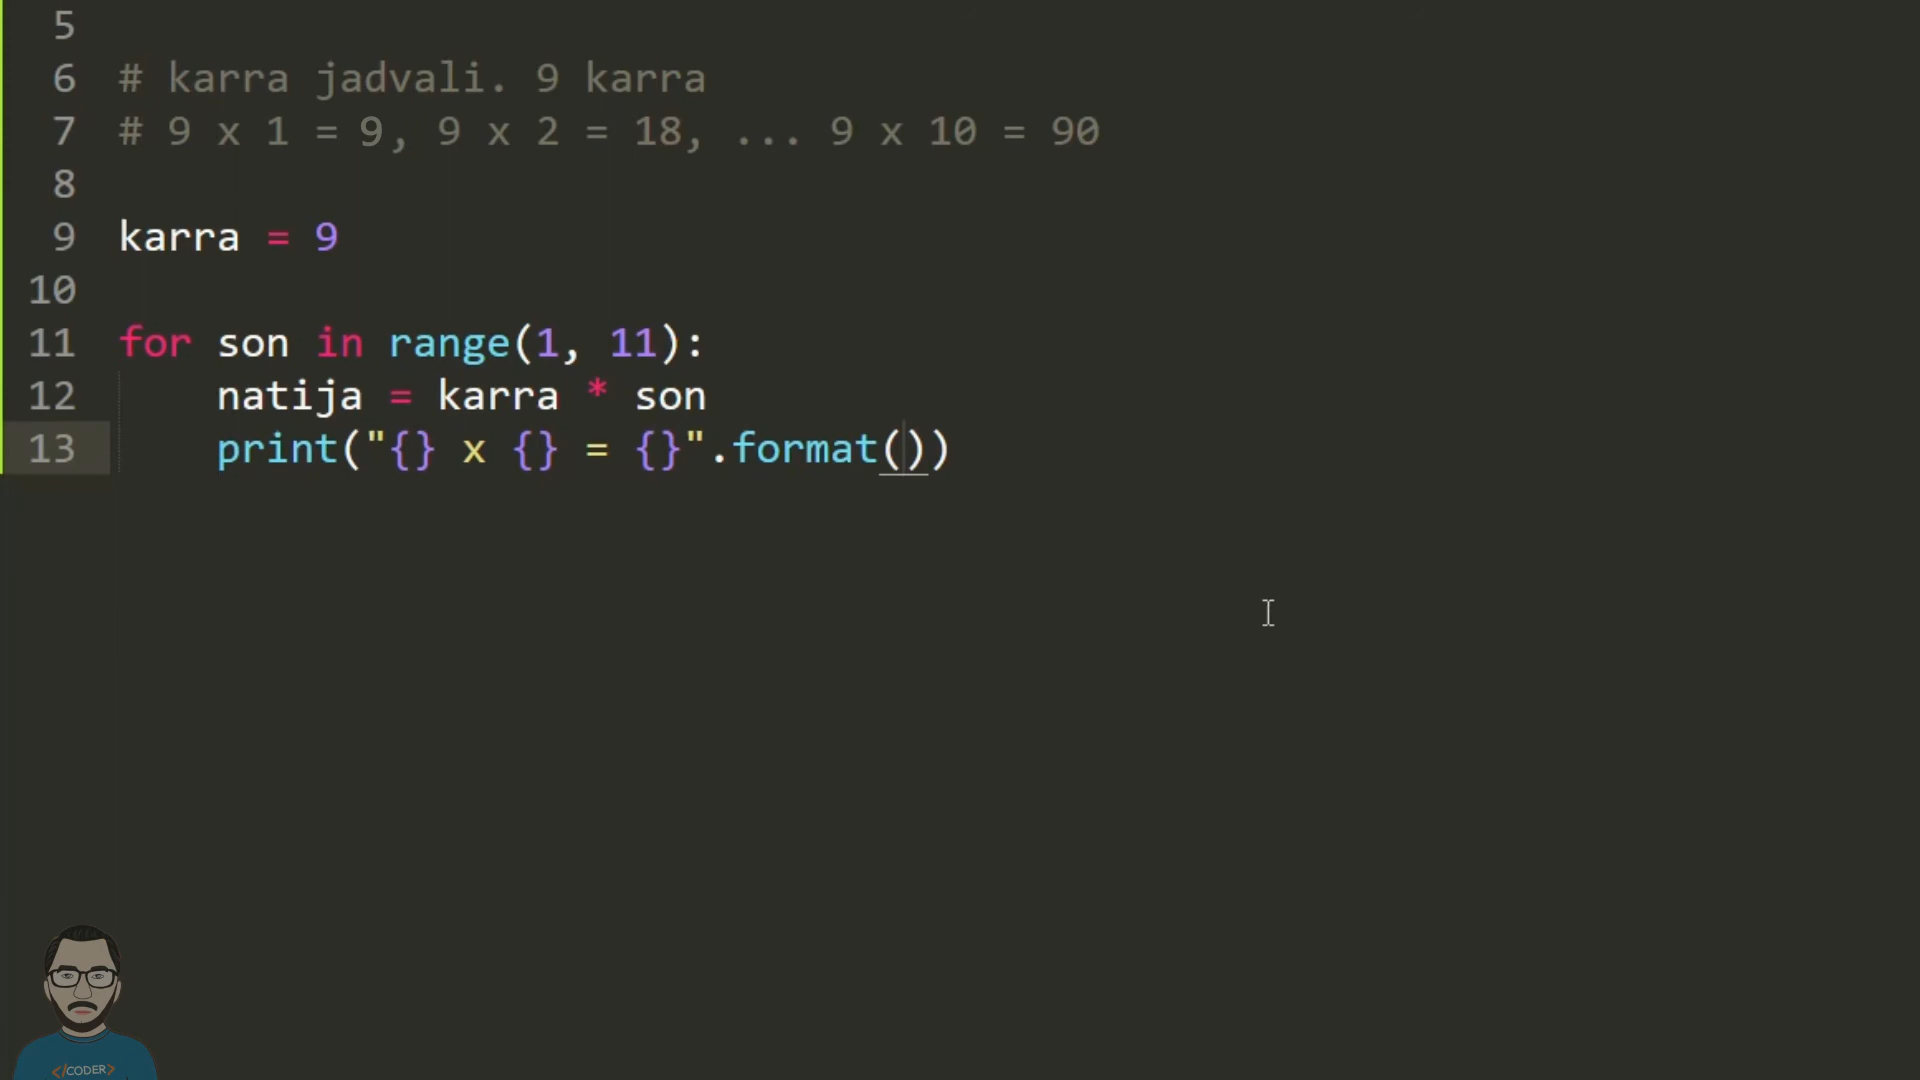 5
6 # karra jadvali. 9 karra
7 # 9 x 1 = 9, 9 x 2 = 18, ... 9 x 10 = 90
8
9 karra = 9
10
11 for son in range(1, 11):
12     natija = karra * son
13     print("{} x {} = {}".format())
</CODER>